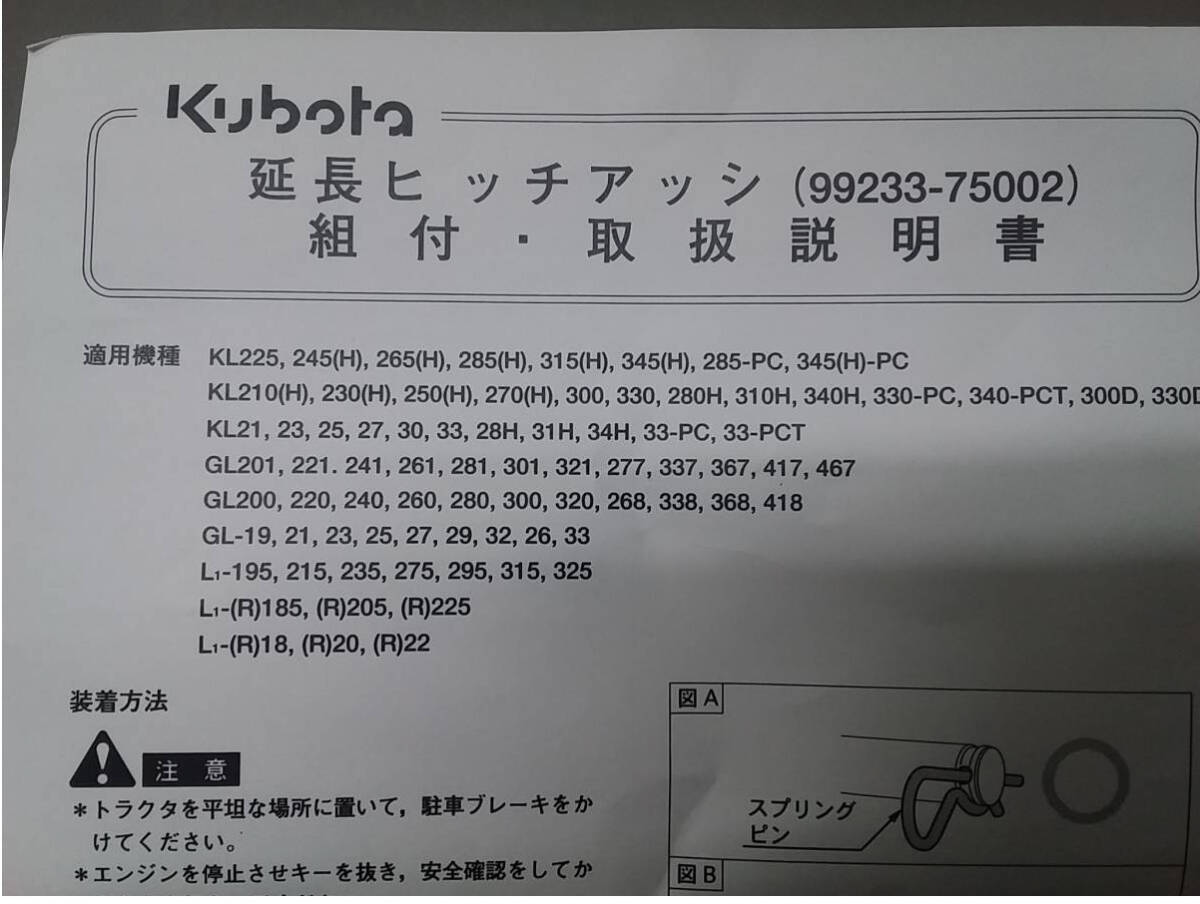 Kubota
延長ヒッチアッシ(99233-75002)
組付・取扱説明書
適用機種 KL225, 245(H), 265(H), 285(H), 315(H), 345(H), 285-PC, 345(H)-PC
KL210(H), 230(H), 250(H), 270(H), 300, 330, 280H, 310H, 340H, 330-PC, 340-PCT, 300D, 330D
KL21, 23, 25, 27, 30, 33, 28H, 31H, 34H, 33-PC, 33-PCT
GL201, 221. 241, 261, 281, 301, 321, 277, 337, 367, 417, 467
GL200, 220, 240, 260, 280, 300, 320, 268, 338, 368, 418
GL-19, 21, 23, 25, 27, 29, 32, 26, 33
L1-195, 215, 235, 275, 295, 315, 325
L1-(R)185, (R)205, (R)225
L1-(R)18, (R)20, (R)22
装着方法
注 意
*トラクタを平坦な場所に置いて，駐車ブレーキをか
けてください。
*エンジンを停止させキーを抜き，安全確認をしてか
図A
スプリング
ピン
図B